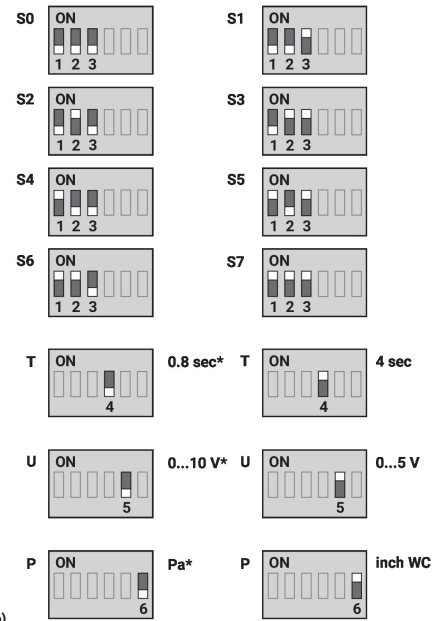 S0 ON S1 ON
1 2 3 1 2 3
S2 ON S3 ON
1 2 3 1 2 3
S4 ON S5 ON
1 2 3 1 2 3
S6 ON S7 ON
1 2 3 1 2 3
T ON 0.8 sec* T ON 4 sec
4 4
U ON 0...10 V* U ON 0...5 V
5 5
P ON Pa* P ON inch WC
6 6